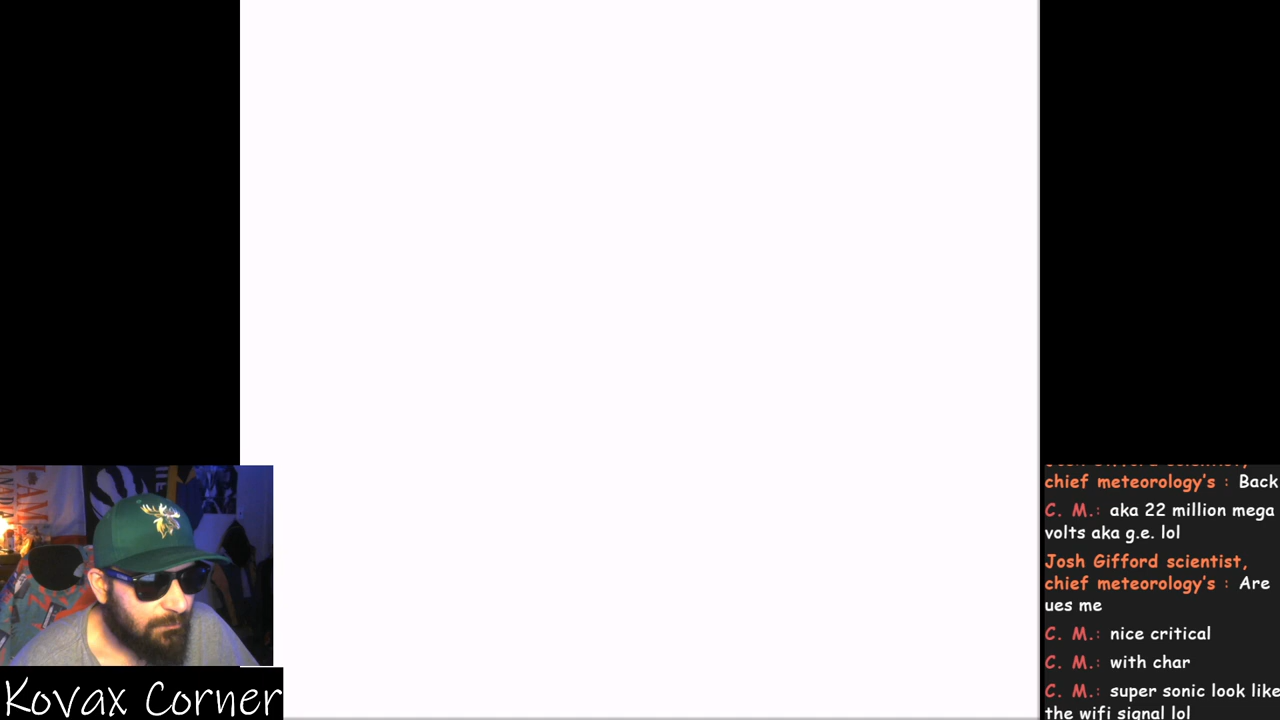 chief meteorology's : Back
C. M.: aka 22 million mega
volts aka g.e. lol
Josh Gifford scientist,
chief meteorology's : Are
ues me
C. M.: nice critical
C. M.: with char
C. M.: super sonic look like
the wifi signal lol
Kovax Corner